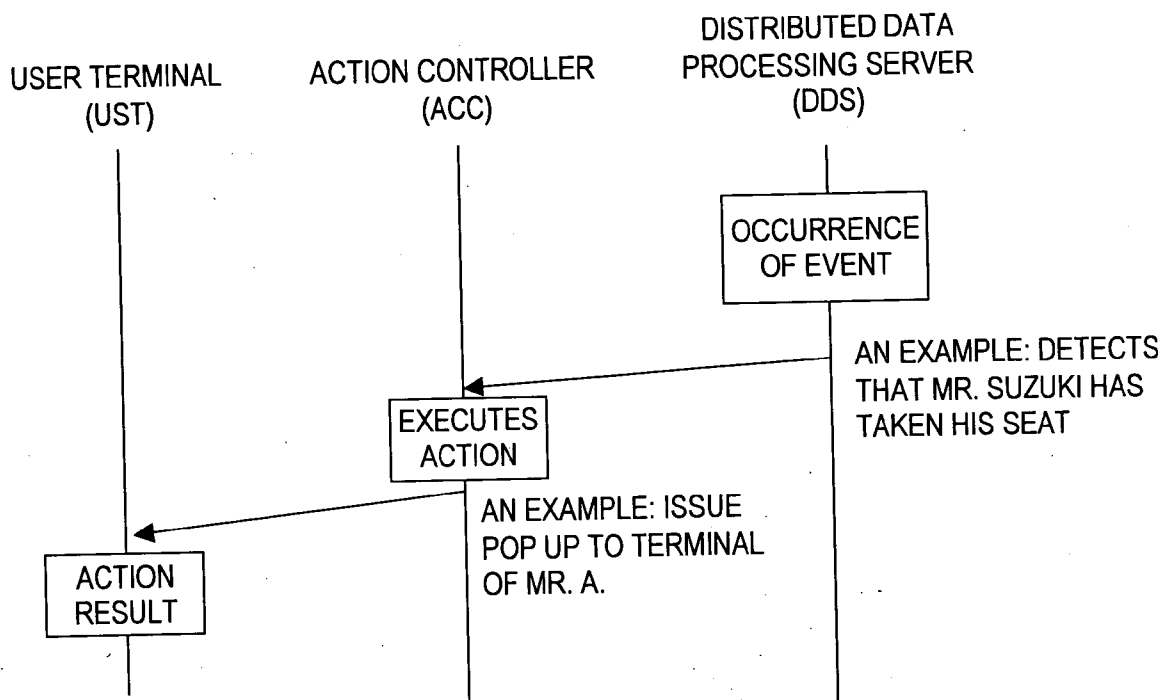 USER TERMINAL
(UST)
ACTION CONTROLLER
(ACC)
DISTRIBUTED DATA
PROCESSING SERVER
(DDS)
OCCURRENCE
OF EVENT
AN EXAMPLE: DETECTS
THAT MR. SUZUKI HAS
TAKEN HIS SEAT
EXECUTES
ACTION
AN EXAMPLE: ISSUE
POP UP TO TERMINAL
OF MR. A.
ACTION
RESULT